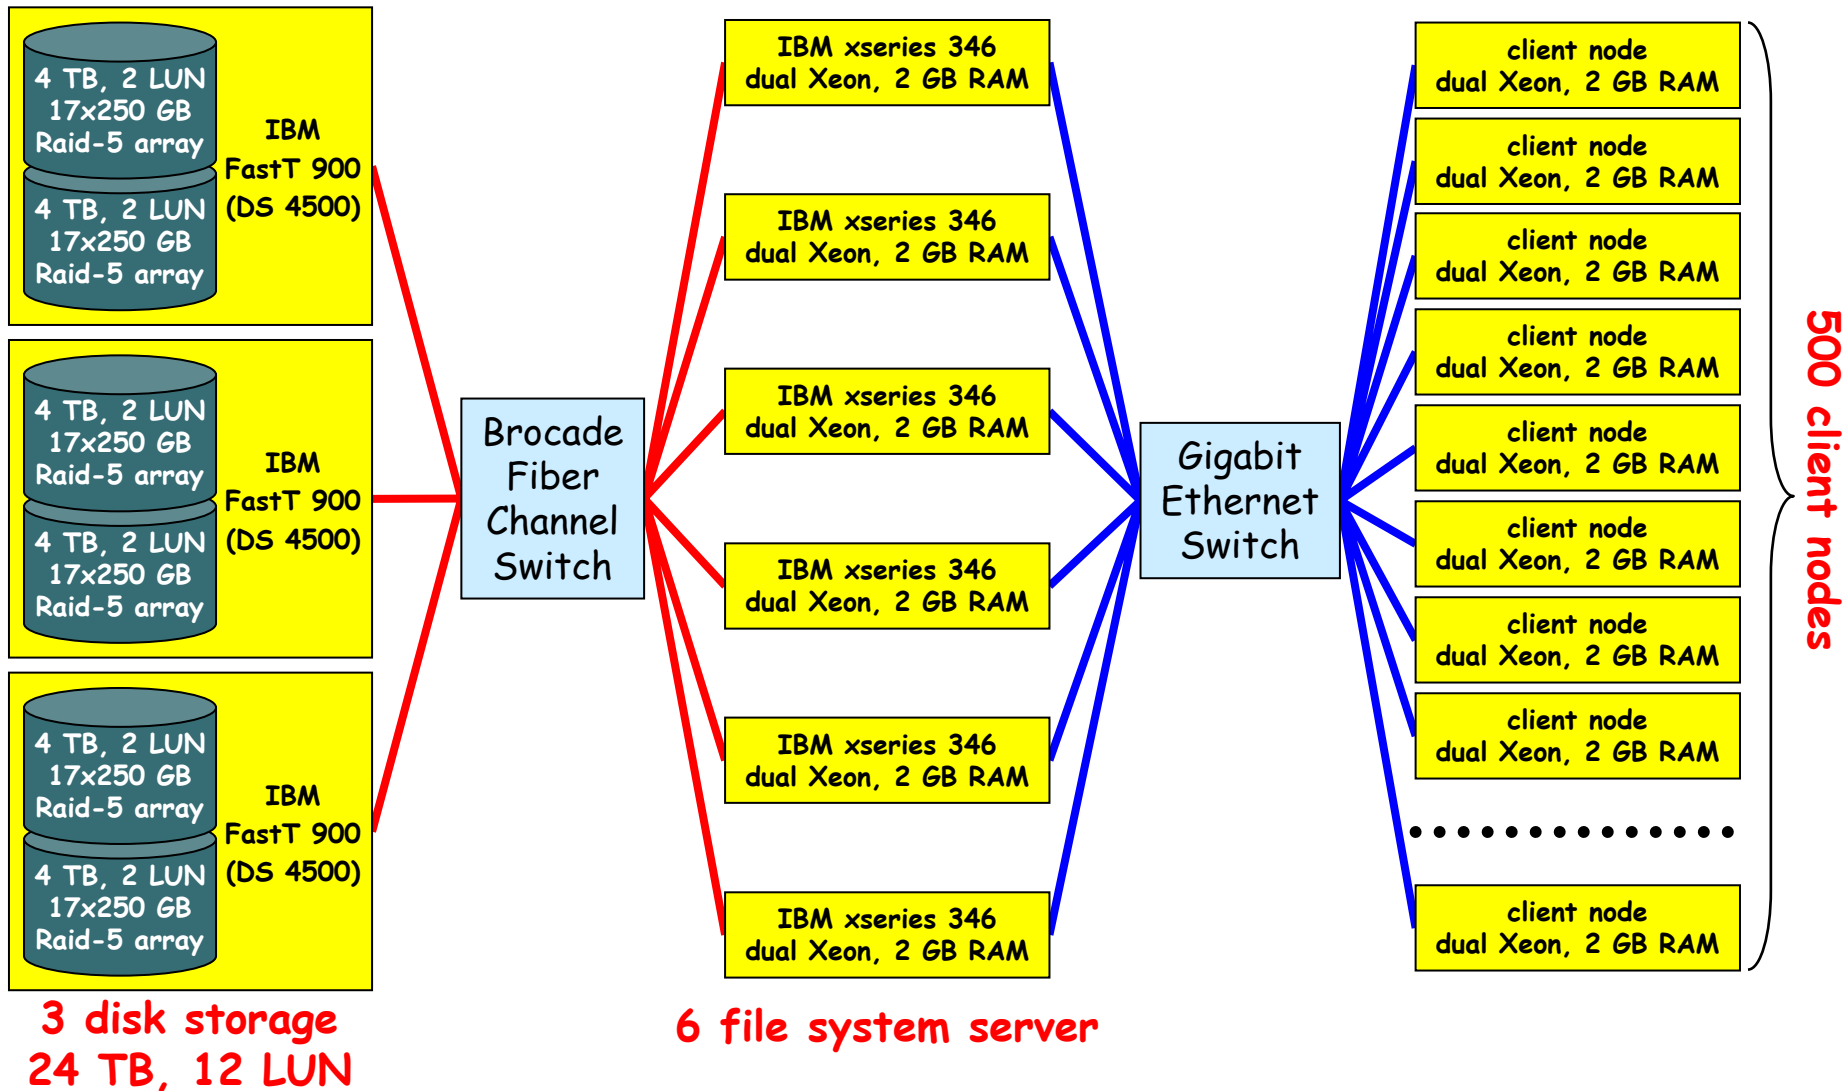 4 TB, 2 LUN
17x250 GB
Raid-5 array
4 TB, 2 LUN
17x250 GB
Raid-5 array
IBM
FastT 900
(DS 4500)
4 TB, 2 LUN
17x250 GB
Raid-5 array
4 TB, 2 LUN
17x250 GB
Raid-5 array
IBM
FastT 900
(DS 4500)
4 TB, 2 LUN
17x250 GB
Raid-5 array
4 TB, 2 LUN
17x250 GB
Raid-5 array
IBM
FastT 900
(DS 4500)
3 disk storage
24 TB, 12 LUN
Brocade
Fiber
Channel
Switch
IBM xseries 346
dual Xeon, 2 GB RAM
IBM xseries 346
dual Xeon, 2 GB RAM
IBM xseries 346
dual Xeon, 2 GB RAM
IBM xseries 346
dual Xeon, 2 GB RAM
IBM xseries 346
dual Xeon, 2 GB RAM
IBM xseries 346
dual Xeon, 2 GB RAM
6 file system server
Gigabit
Ethernet
Switch
client node
dual Xeon, 2 GB RAM
client node
dual Xeon, 2 GB RAM
client node
dual Xeon, 2 GB RAM
client node
dual Xeon, 2 GB RAM
client node
dual Xeon, 2 GB RAM
client node
dual Xeon, 2 GB RAM
client node
dual Xeon, 2 GB RAM
client node
dual Xeon, 2 GB RAM
client node
dual Xeon, 2 GB RAM
500 client nodes